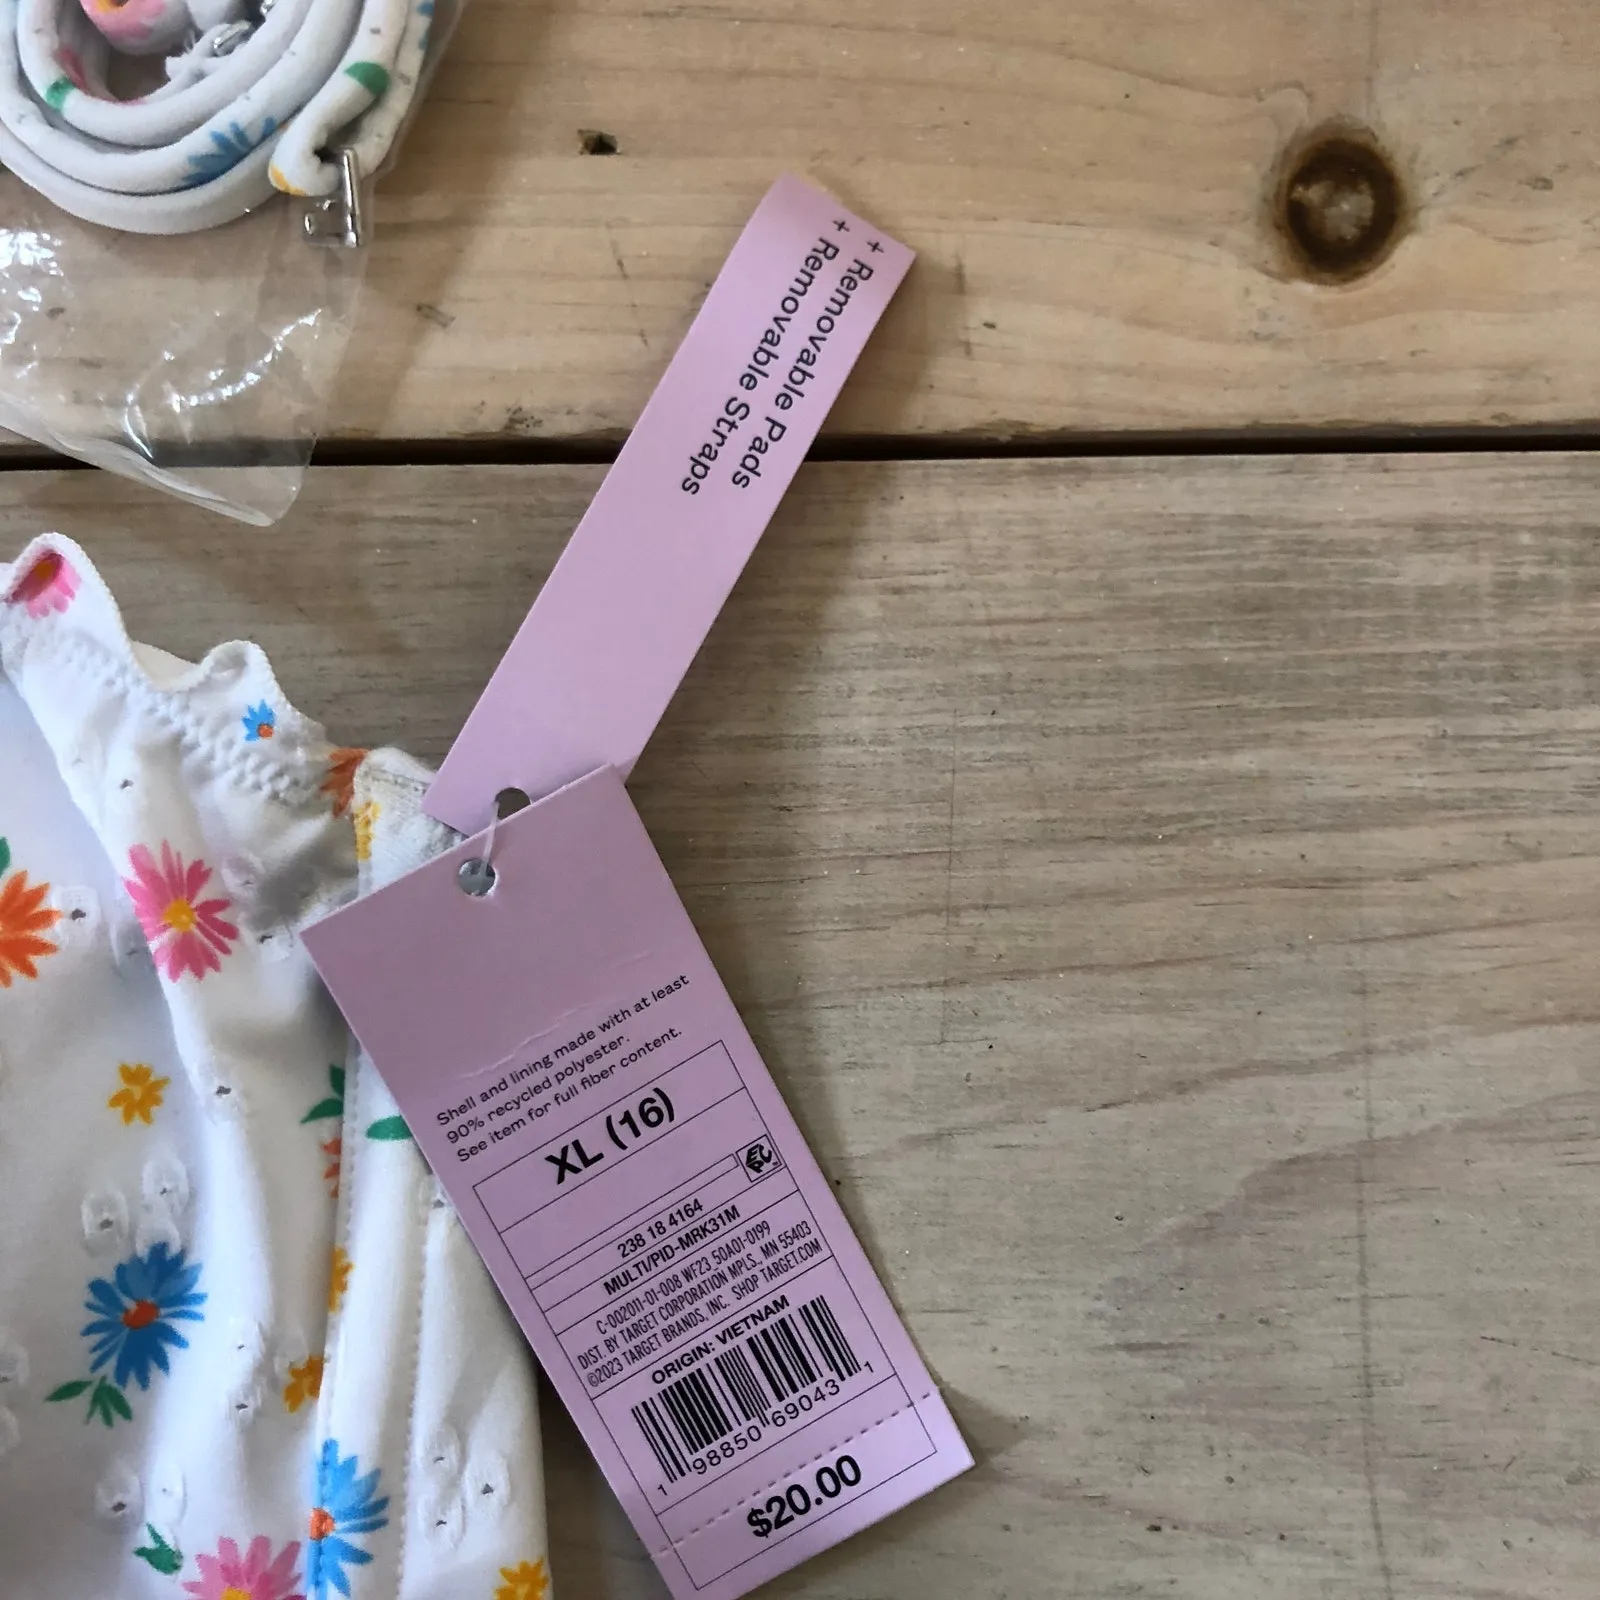 + Removable Pads
+ Removable Straps
Shell and lining made with at least
90% recycled polyester.
See item for full fiber content.
XL (16)
EPC
238 18 4164
MULTI/PID-MRK31M
C-002011-01-008 WF23_50A01-0199
DIST. BY TARGET CORPORATION MPLS., MN 55403
©2023 TARGET BRANDS, INC. SHOP TARGET.COM
ORIGIN: VIETNAM
1 98850 69043 1
$20.00